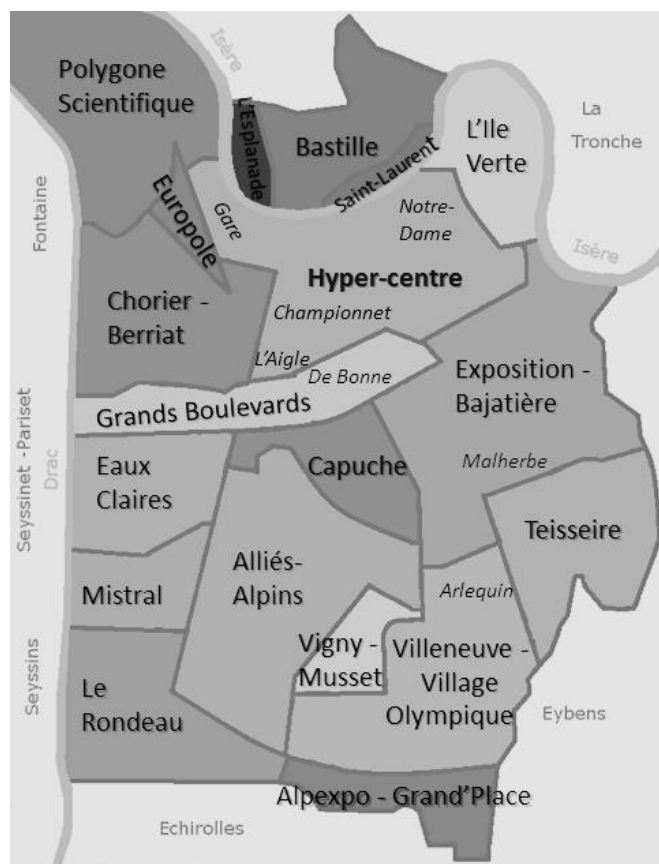 Isère
Polygone
Scientifique
L'Esplanade
Bastille
Saint-Laurent
L'Ile
Verte
La
Tronche
Fontaine
Europole
Gare
Notre-
Dame
Isère
Hyper-centre
Chorier -
Berriat
Championnet
L'Aigle
De Bonne
Exposition -
Bajatière
Grands Boulevards
Seyssinet -Pariset
Drac
Eaux
Claires
Capuche
Malherbe
Teisseire
Alliés-
Alpins
Mistral
Arlequin
Vigny -
Musset
Villeneuve -
Village
Olympique
Seyssins
Le
Rondeau
Eybens
Alpexpo - Grand'Place
Echirolles